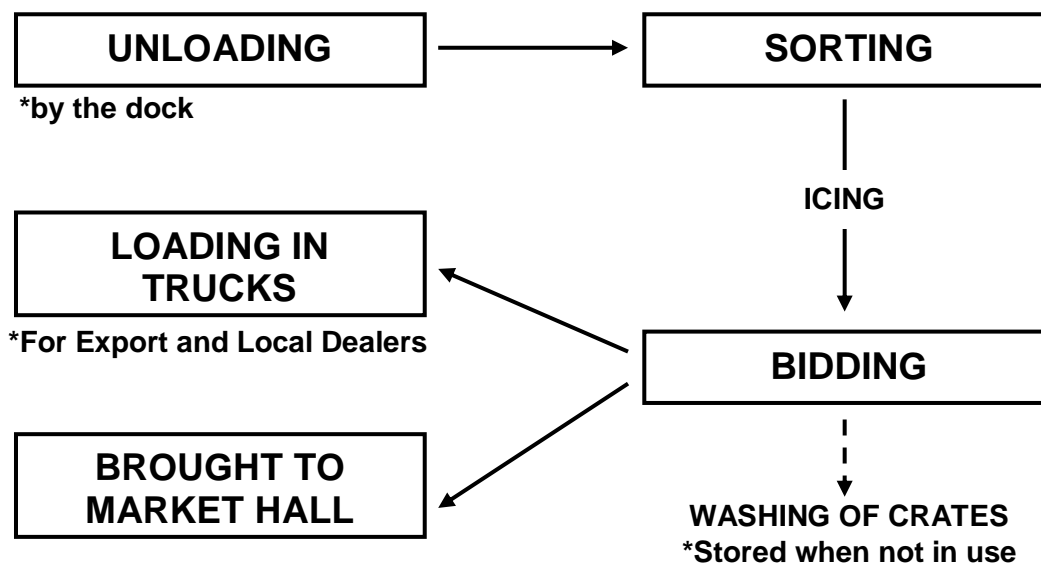 UNLOADING
*by the dock
SORTING
ICING
LOADING IN
TRUCKS
*For Export and Local Dealers
BIDDING
BROUGHT TO
MARKET HALL
WASHING OF CRATES
*Stored when not in use